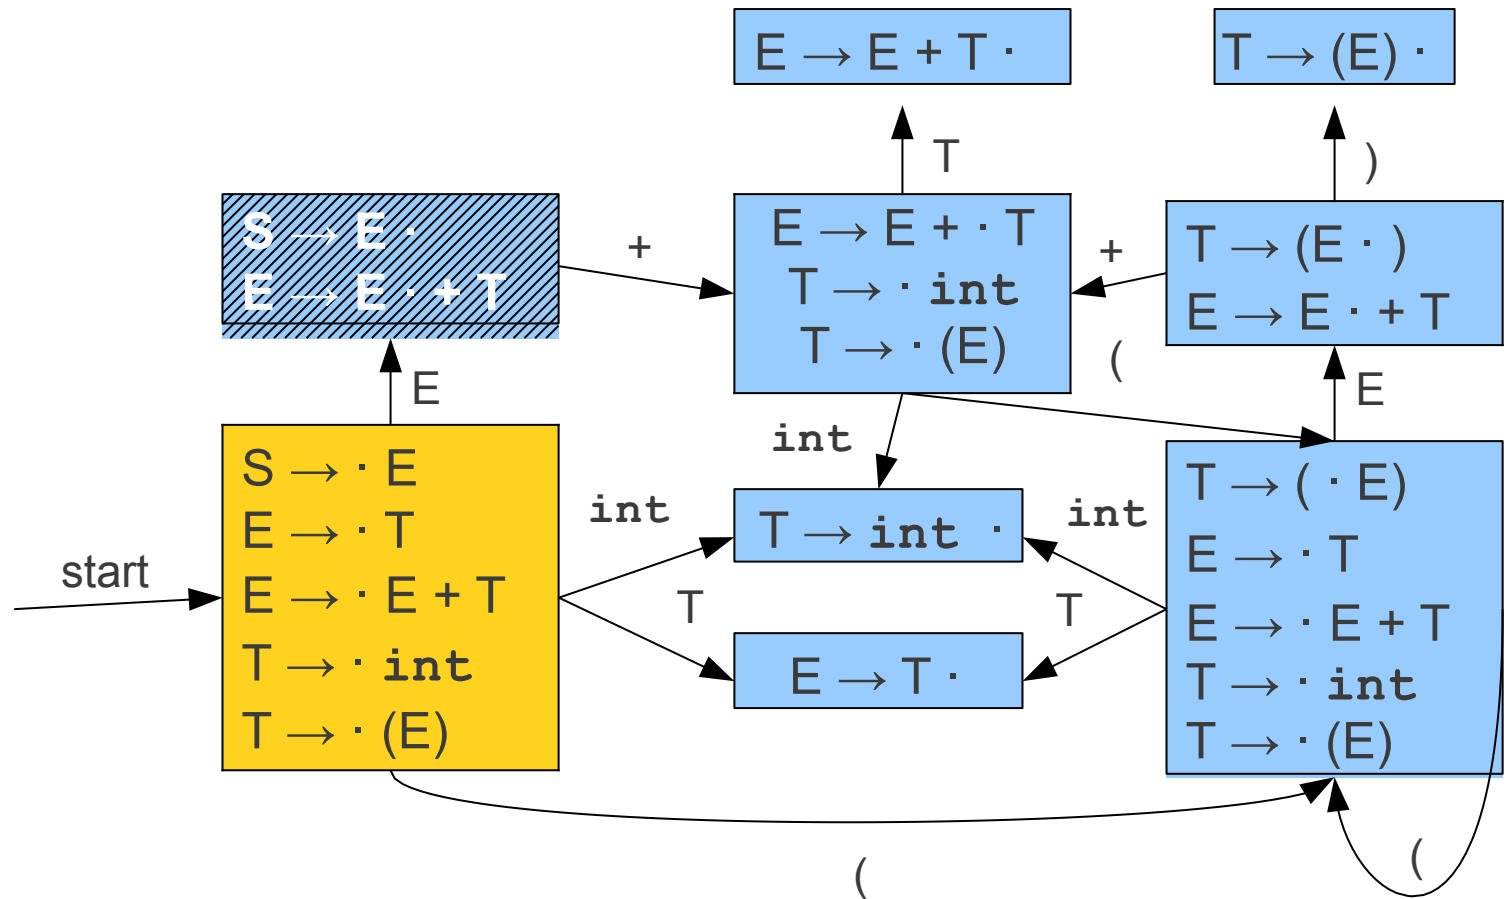 E → E + T ·
T → (E) ·
T
)
S → E ·
E → E · + T
+
E → E + · T
T → · int
T → · (E)
+
T → (E · )
E → E · + T
(
E
E
int
S → · E
E → · T
E → · E + T
T → · int
T → · (E)
start
int
T → int ·
int
T
E → T ·
T
T → ( · E)
E → · T
E → · E + T
T → · int
T → · (E)
(
(